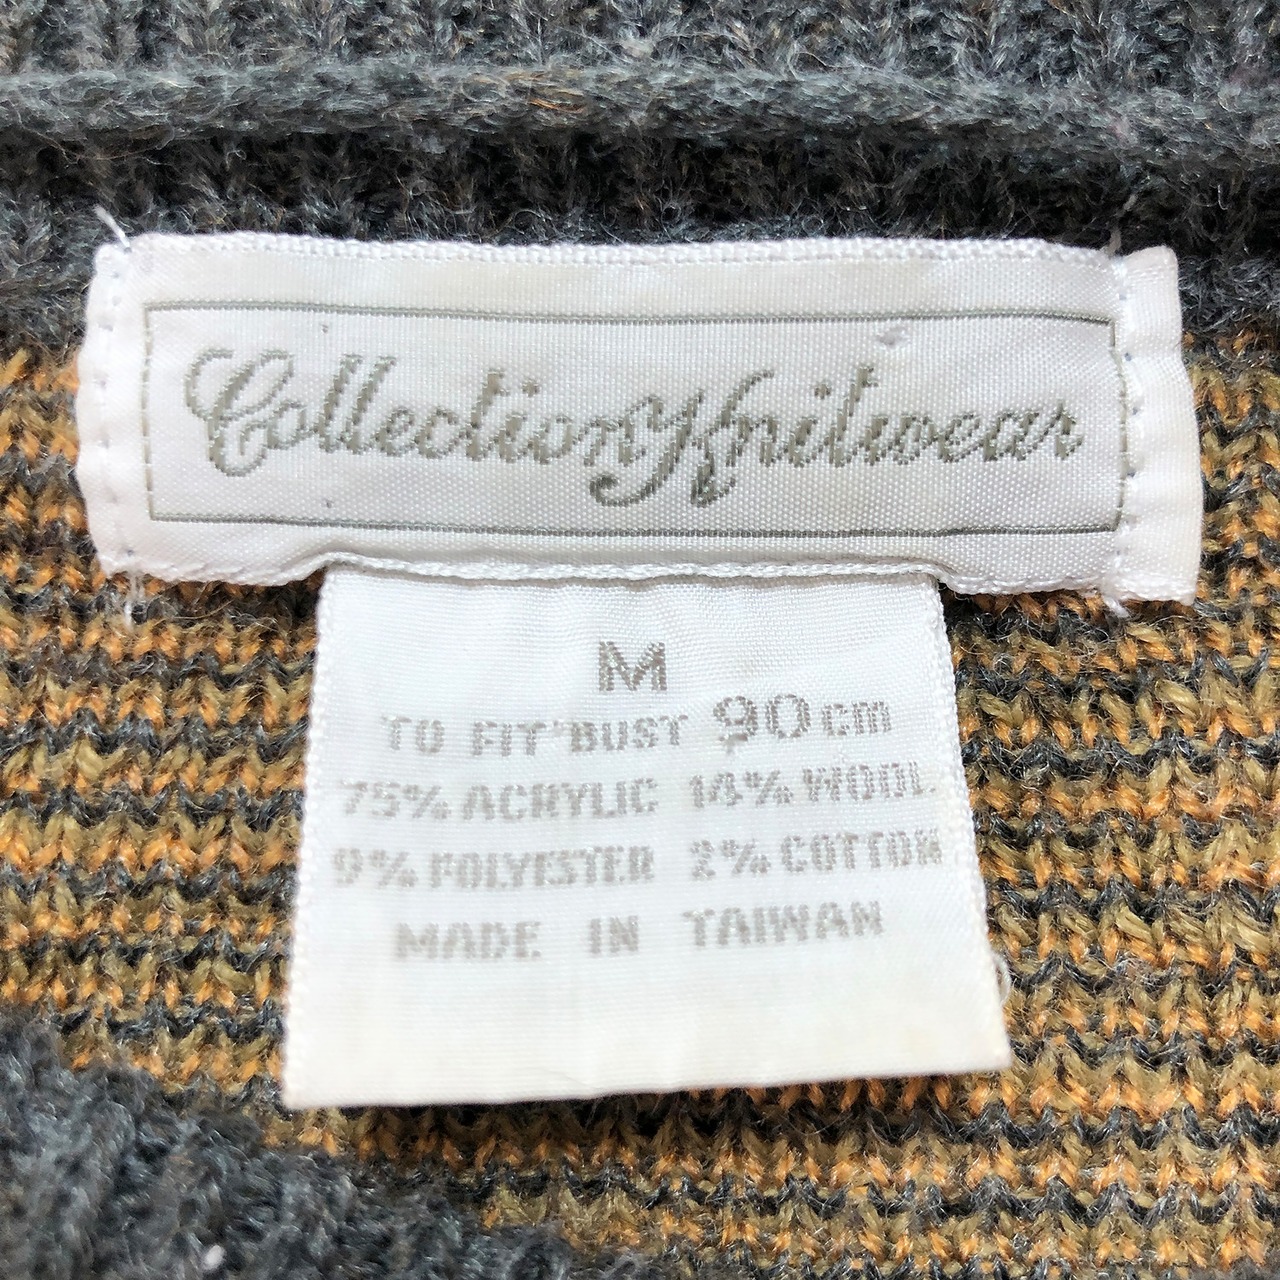 Collection Knitwear
M
TO FIT BUST 90cm
75% ACRYLIC 14% WOOL
9% POLYESTER 2% COTTON
MADE IN TAIWAN